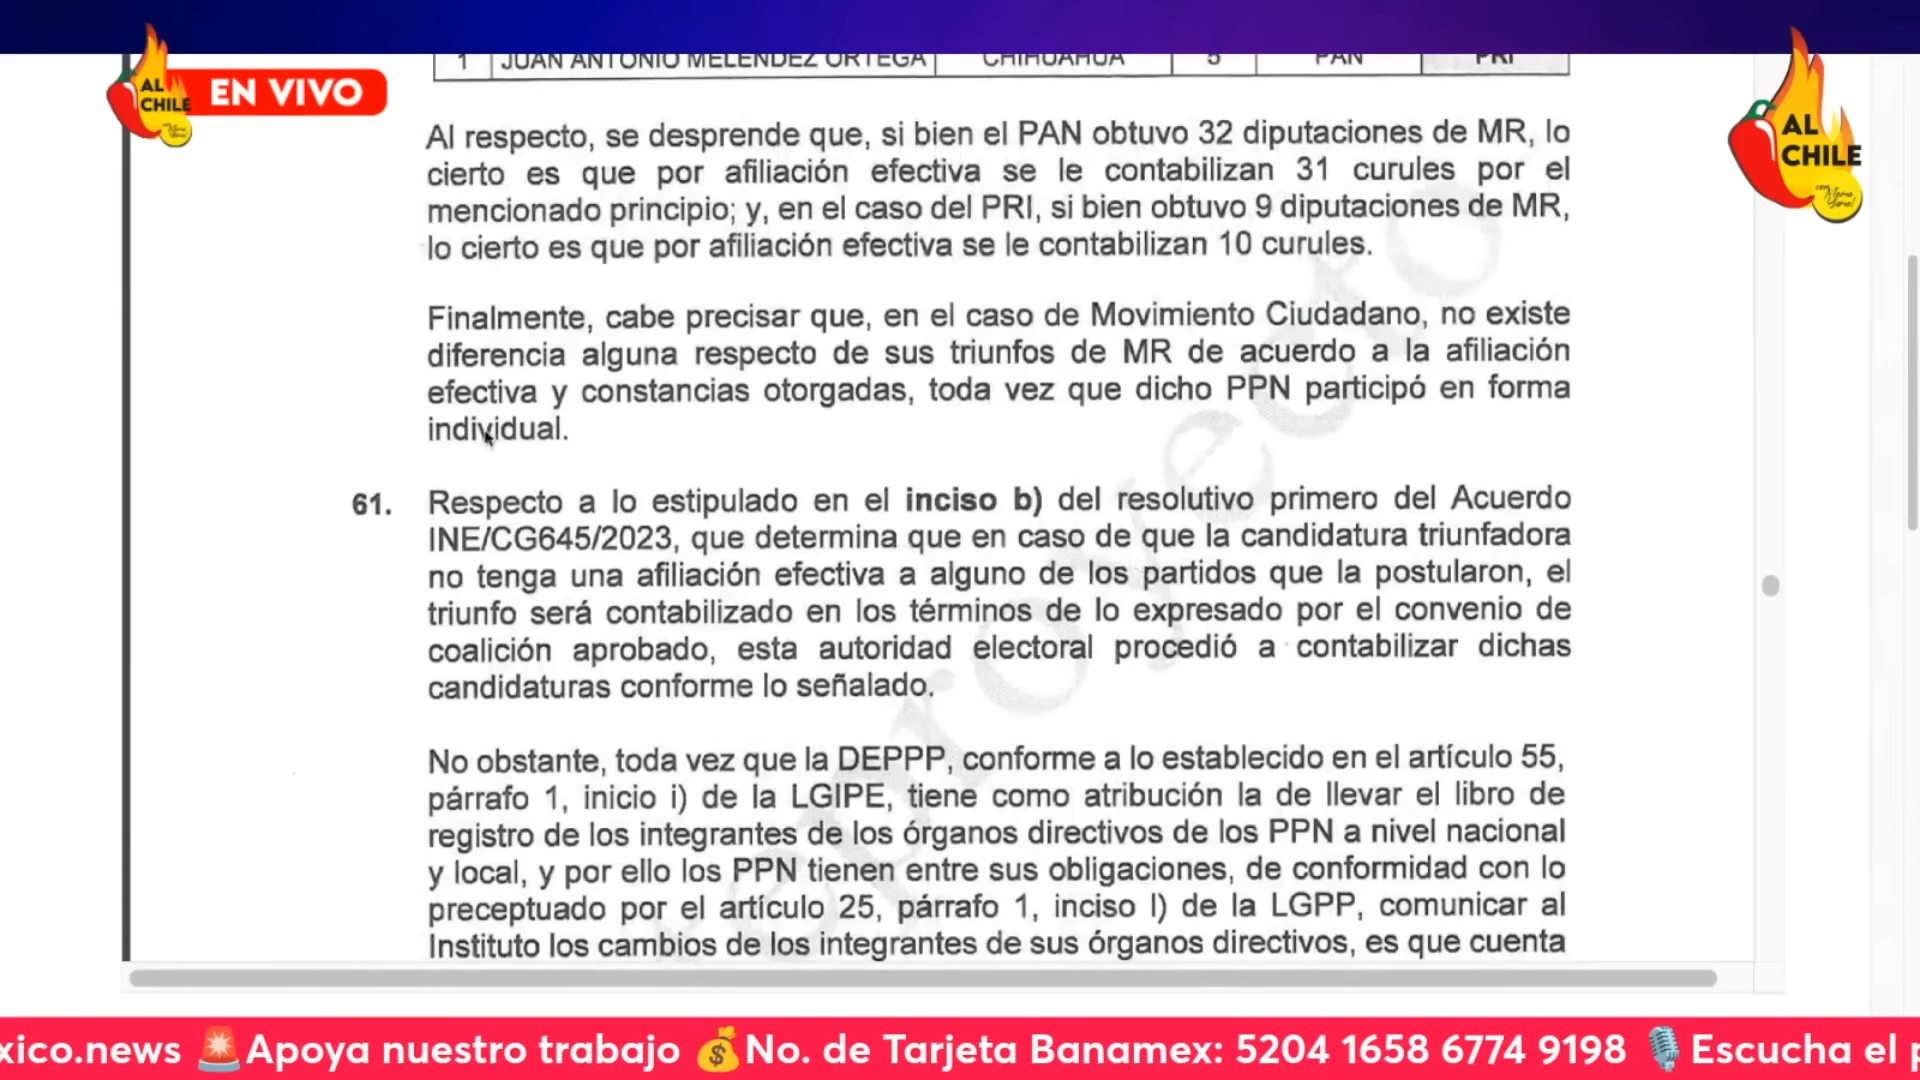 1 JUAN ANTONIO MELÉNDEZ ORTEGA CHIHUAHUA 5 PAN PRI
AL
CHILE
EN VIVO
AL
CHILE
Al respecto, se desprende que, si bien el PAN obtuvo 32 diputaciones de MR, lo
cierto es que por afiliación efectiva se le contabilizan 31 curules por el
mencionado principio; y, en el caso del PRI, si bien obtuvo 9 diputaciones de MR,
lo cierto es que por afiliación efectiva se le contabilizan 10 curules.
Finalmente, cabe precisar que, en el caso de Movimiento Ciudadano, no existe
diferencia alguna respecto de sus triunfos de MR de acuerdo a la afiliación
efectiva y constancias otorgadas, toda vez que dicho PPN participó en forma
individual.
61. Respecto a lo estipulado en el inciso b) del resolutivo primero del Acuerdo
INE/CG645/2023, que determina que en caso de que la candidatura triunfadora
no tenga una afiliación efectiva a alguno de los partidos que la postularon, el
triunfo será contabilizado en los términos de lo expresado por el convenio de
coalición aprobado, esta autoridad electoral procedió a contabilizar dichas
candidaturas conforme lo señalado.
No obstante, toda vez que la DEPPP, conforme a lo establecido en el artículo 55,
párrafo 1, inicio i) de la LGIPE, tiene como atribución la de llevar el libro de
registro de los integrantes de los órganos directivos de los PPN a nivel nacional
y local, y por ello los PPN tienen entre sus obligaciones, de conformidad con lo
preceptuado por el artículo 25, párrafo 1, inciso l) de la LGPP, comunicar al
Instituto los cambios de los integrantes de sus órganos directivos, es que cuenta
xico.news 🚨Apoya nuestro trabajo 💰No. de Tarjeta Banamex: 5204 1658 6774 9198 🎙️Escucha el p